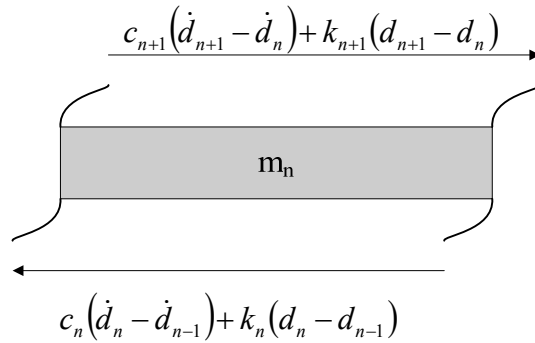 c_{n+1}(ḋ_{n+1} − ḋ_n) + k_{n+1}(d_{n+1} − d_n)
m_n
c_n(ḋ_n − ḋ_{n−1}) + k_n(d_n − d_{n−1})